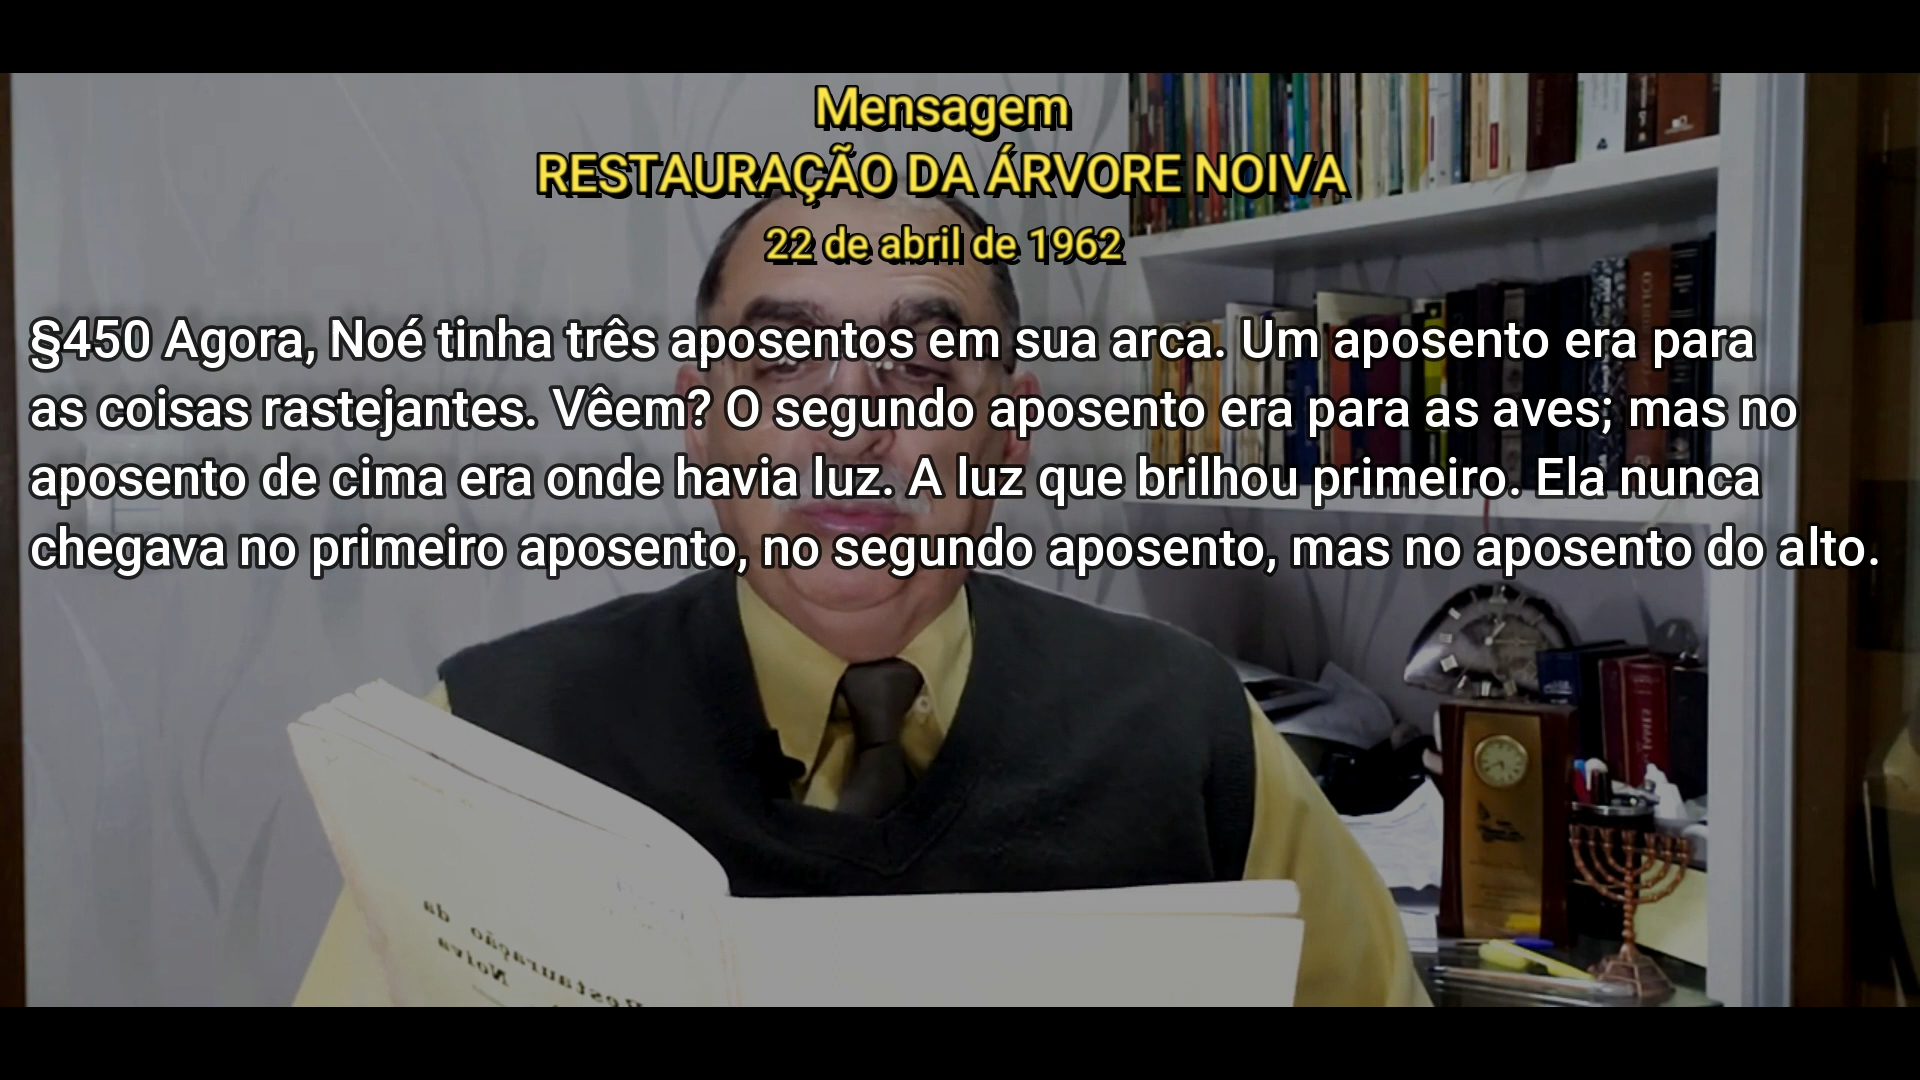 Mensagem
RESTAURAÇÃO DA ÁRVORE NOIVA
22 de abril de 1962
§450 Agora, Noé tinha três aposentos em sua arca. Um aposento era para
as coisas rastejantes. Vêem? O segundo aposento era para as aves; mas no
aposento de cima era onde havia luz. A luz que brilhou primeiro. Ela nunca
chegava no primeiro aposento, no segundo aposento, mas no aposento do alto.
Restauração da
Noiva